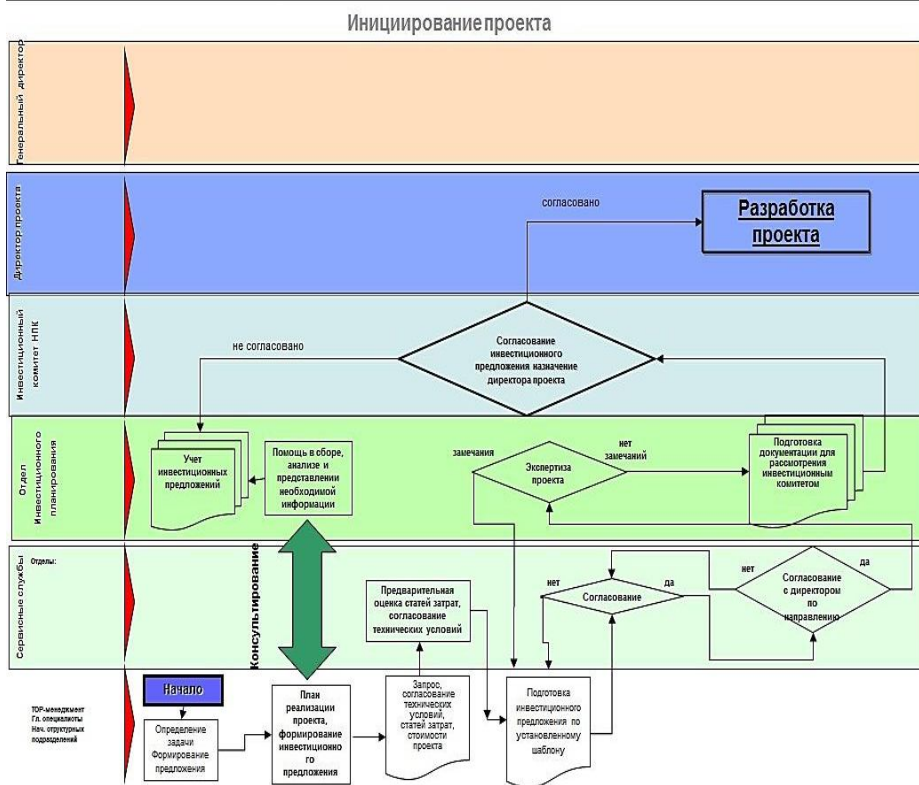 Инициирование проекта
Генеральный директор
Директор проекта
согласовано
Разработка
проекта
Инвестиционный
комитет НПК
не согласовано
Согласование
инвестиционного
предложения назначение
директора проекта
Отдел
Инвестиционного
планирования
Учет
инвестиционных
предложений
Помощь в сборе,
анализе и
представлении
необходимой
информации
замечания
Экспертиза
проекта
нет
замечаний
Подготовка
документации для
рассмотрения
инвестиционным
комитетом
Сервисные службы
Отделы:
Консультирование
Предварительная
оценка статей затрат,
согласование
технических условий
нет
Согласование
да
нет
Согласование
с директором
по
направлению
да
ТОР-менеджмент
Гл. специалисты
Нач. структурных
подразделений
Начало
Определение
задачи
Формирование
предложения
План
реализации
проекта,
формирование
инвестиционно
го
предложения
Запрос,
согласование
технических
условий,
статей затрат,
стоимости
проекта
Подготовка
инвестиционного
предложения по
установленному
шаблону